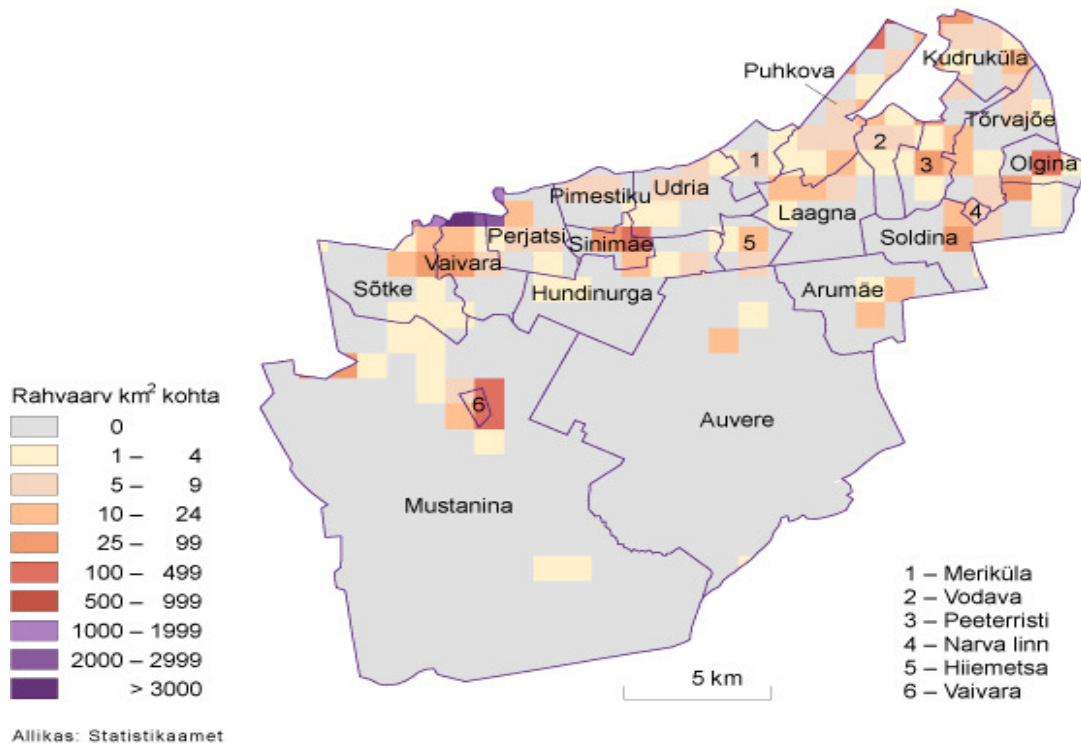 Kudruküla
Puhkova
Tõrvajõe
2
1
3
Olgina
Udria
Pimestiku
Laagna
4
Perjatsi
Sinimäe
5
Soldina
Vaivara
Sõtke
Hundinurga
Arumäe
Rahvaarv km² kohta
0
1 – 4
5 – 9
10 – 24
25 – 99
100 – 499
500 – 999
1000 – 1999
2000 – 2999
> 3000
6
Auvere
Mustanina
5 km
1 – Meriküla
2 – Vodava
3 – Peeterristi
4 – Narva linn
5 – Hiiemetsa
6 – Vaivara
Allikas: Statistikaamet